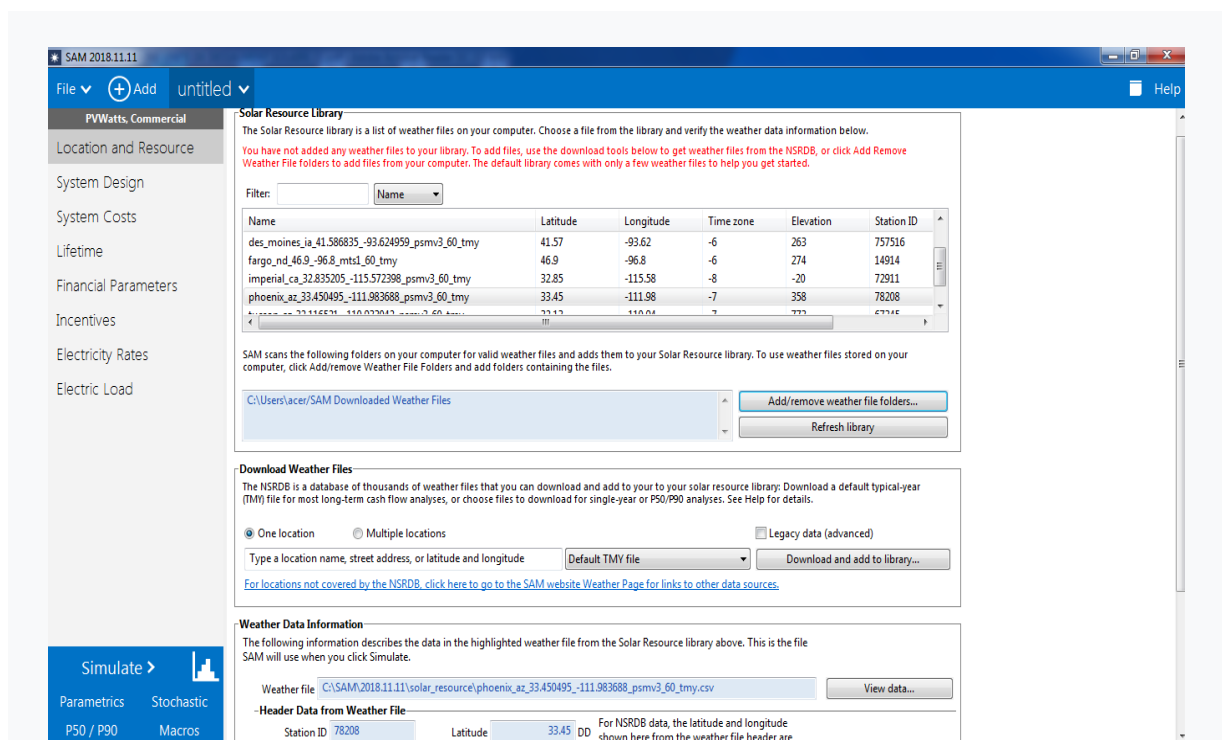 SAM 2018.11.11
File Add untitled Help
PVWatts, Commercial
Location and Resource
System Design
System Costs
Lifetime
Financial Parameters
Incentives
Electricity Rates
Electric Load
Simulate >
Parametrics Stochastic
P50 / P90 Macros
Solar Resource Library
The Solar Resource library is a list of weather files on your computer. Choose a file from the library and verify the weather data information below.
You have not added any weather files to your library. To add files, use the download tools below to get weather files from the NSRDB, or click Add Remove
Weather File folders to add files from your computer. The default library comes with only a few weather files to help you get started.
Filter: Name
Name Latitude Longitude Time zone Elevation Station ID
des_moines_ia_41.586835_-93.624959_psmv3_60_tmy 41.57 -93.62 -6 263 757516
fargo_nd_46.9_-96.8_mts1_60_tmy 46.9 -96.8 -6 274 14914
imperial_ca_32.835205_-115.572398_psmv3_60_tmy 32.85 -115.58 -8 -20 72911
phoenix_az_33.450495_-111.983688_psmv3_60_tmy 33.45 -111.98 -7 358 78208
SAM scans the following folders on your computer for valid weather files and adds them to your Solar Resource library. To use weather files stored on your
computer, click Add/remove Weather File Folders and add folders containing the files.
C:\Users\acer/SAM Downloaded Weather Files
Add/remove weather file folders...
Refresh library
Download Weather Files
The NSRDB is a database of thousands of weather files that you can download and add to your to your solar resource library: Download a default typical-year
(TMY) file for most long-term cash flow analyses, or choose files to download for single-year or P50/P90 analyses. See Help for details.
One location Multiple locations Legacy data (advanced)
Type a location name, street address, or latitude and longitude Default TMY file Download and add to library...
For locations not covered by the NSRDB, click here to go to the SAM website Weather Page for links to other data sources.
Weather Data Information
The following information describes the data in the highlighted weather file from the Solar Resource library above. This is the file
SAM will use when you click Simulate.
Weather file C:\SAM\2018.11.11\solar_resource\phoenix_az_33.450495_-111.983688_psmv3_60_tmy.csv View data...
-Header Data from Weather File
Station ID 78208 Latitude 33.45 DD For NSRDB data, the latitude and longitude
shown here from the weather file header are